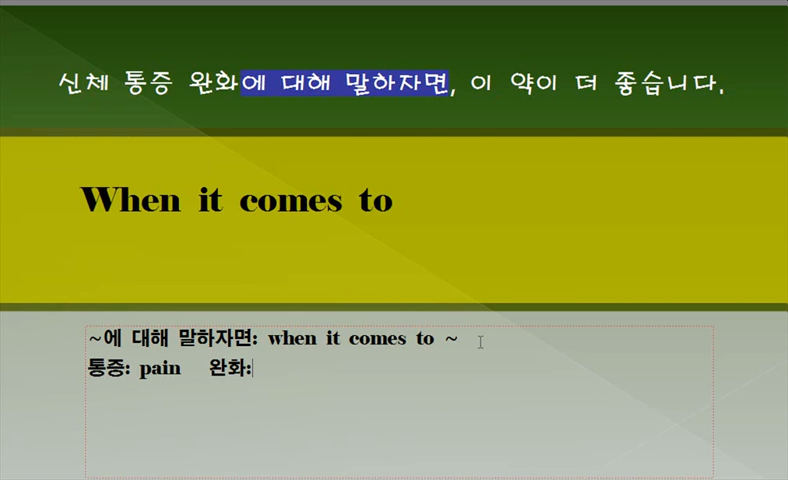 신체 통증 완화에 대해 말하자면, 이 약이 더 좋습니다.
When it comes to
~에 대해 말하자면: when it comes to ~
통증: pain 완화: